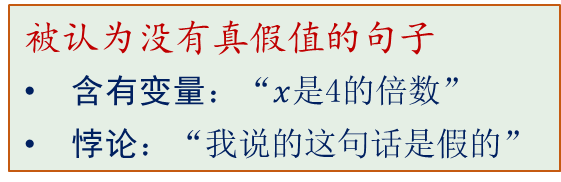 被认为没有真假值的句子
• 含有变量：“x是4的倍数”
• 悖论：“我说的这句话是假的”